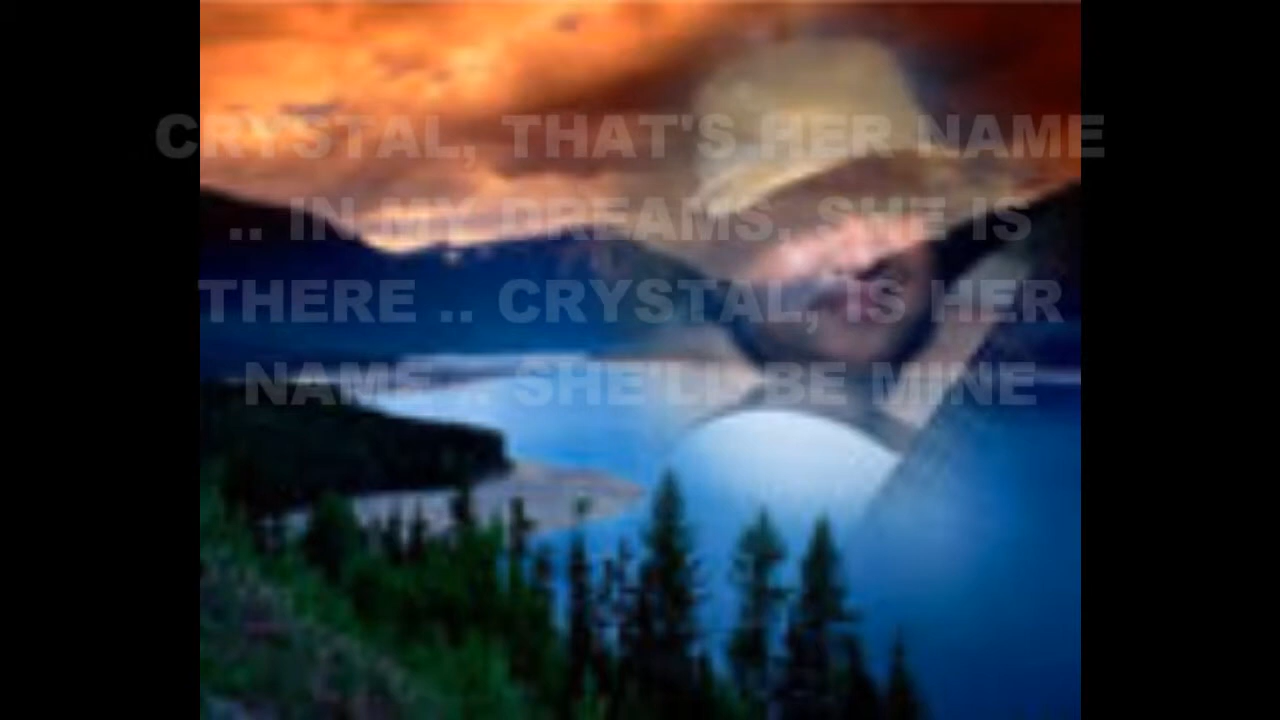 CRYSTAL, THAT'S HER NAME
.. IN MY DREAMS, SHE IS
THERE .. CRYSTAL, IS HER
NAME .. SHE'LL BE MINE